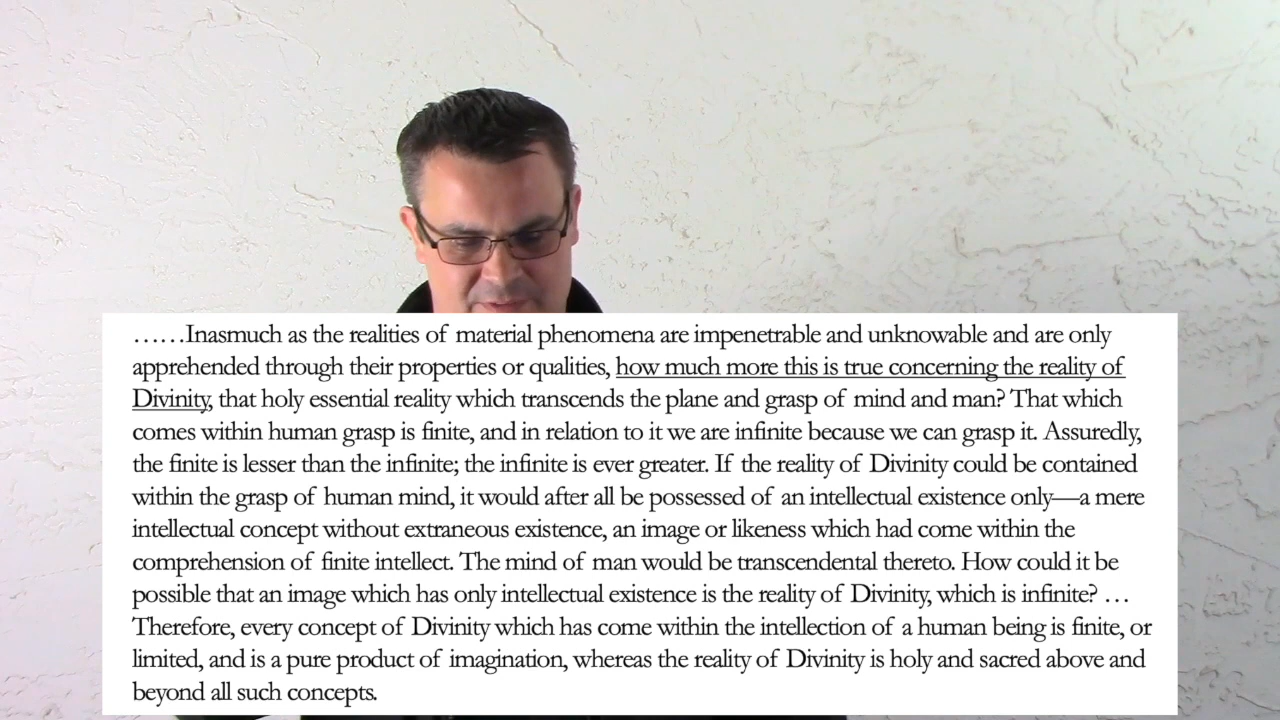 ……Inasmuch as the realities of material phenomena are impenetrable and unknowable and are only
apprehended through their properties or qualities, how much more this is true concerning the reality of
Divinity, that holy essential reality which transcends the plane and grasp of mind and man? That which
comes within human grasp is finite, and in relation to it we are infinite because we can grasp it. Assuredly,
the finite is lesser than the infinite; the infinite is ever greater. If the reality of Divinity could be contained
within the grasp of human mind, it would after all be possessed of an intellectual existence only—a mere
intellectual concept without extraneous existence, an image or likeness which had come within the
comprehension of finite intellect. The mind of man would be transcendental thereto. How could it be
possible that an image which has only intellectual existence is the reality of Divinity, which is infinite? …
Therefore, every concept of Divinity which has come within the intellection of a human being is finite, or
limited, and is a pure product of imagination, whereas the reality of Divinity is holy and sacred above and
beyond all such concepts.